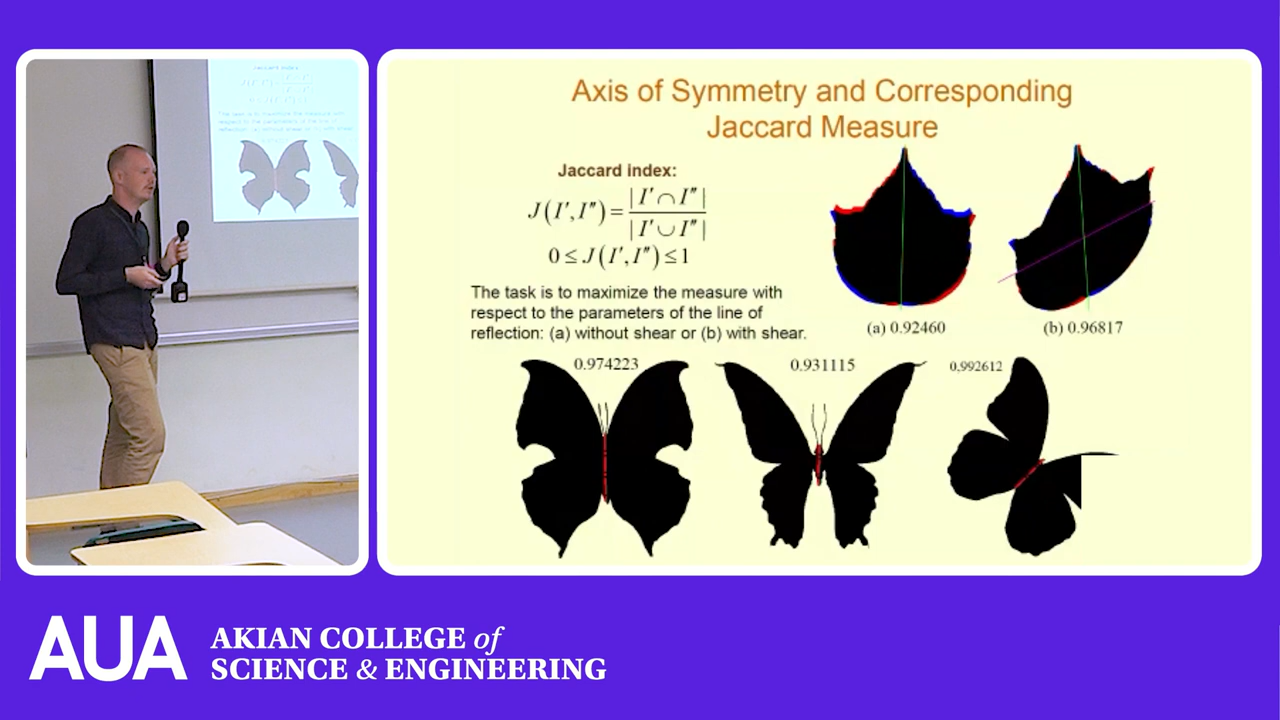 Axis of Symmetry and Corresponding
Jaccard Measure
Jaccard index:
J(I′,I″) = |I′∩I″| / |I′∪I″|
0 ≤ J(I′,I″) ≤ 1
The task is to maximize the measure with
respect to the parameters of the line of
reflection: (a) without shear or (b) with shear.
(a) 0.92460
(b) 0.96817
0.974223
0.931115
0,992612
AUA
AKIAN COLLEGE of
SCIENCE & ENGINEERING